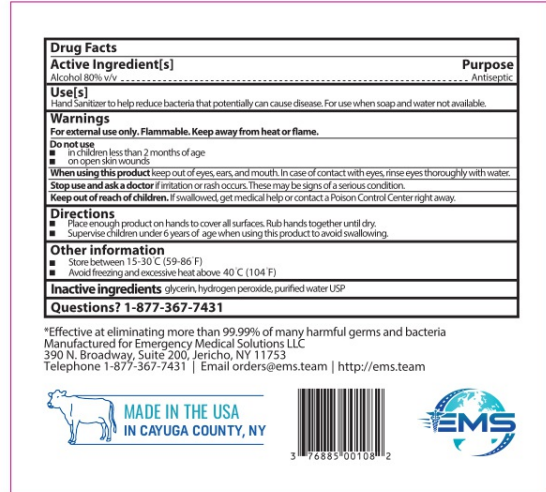 Drug Facts
Active Ingredient[s] Purpose
Alcohol 80% v/v Antiseptic
Use[s]
Hand Sanitizer to help reduce bacteria that potentially can cause disease. For use when soap and water not available.
Warnings
For external use only. Flammable. Keep away from heat or flame.
Do not use
■ in children less than 2 months of age
■ on open skin wounds
When using this product keep out of eyes, ears, and mouth. In case of contact with eyes, rinse eyes thoroughly with water.
Stop use and ask a doctor if irritation or rash occurs. These may be signs of a serious condition.
Keep out of reach of children. If swallowed, get medical help or contact a Poison Control Center right away.
Directions
■ Place enough product on hands to cover all surfaces. Rub hands together until dry.
■ Supervise children under 6 years of age when using this product to avoid swallowing.
Other information
■ Store between 15-30°C (59-86°F)
■ Avoid freezing and excessive heat above 40°C (104°F)
Inactive ingredients glycerin, hydrogen peroxide, purified water USP
Questions? 1-877-367-7431
*Effective at eliminating more than 99.99% of many harmful germs and bacteria
Manufactured for Emergency Medical Solutions LLC
390 N. Broadway, Suite 200, Jericho, NY 11753
Telephone 1-877-367-7431 | Email orders@ems.team | http://ems.team
MADE IN THE USA
IN CAYUGA COUNTY, NY
3 76885 00108 2
EMS